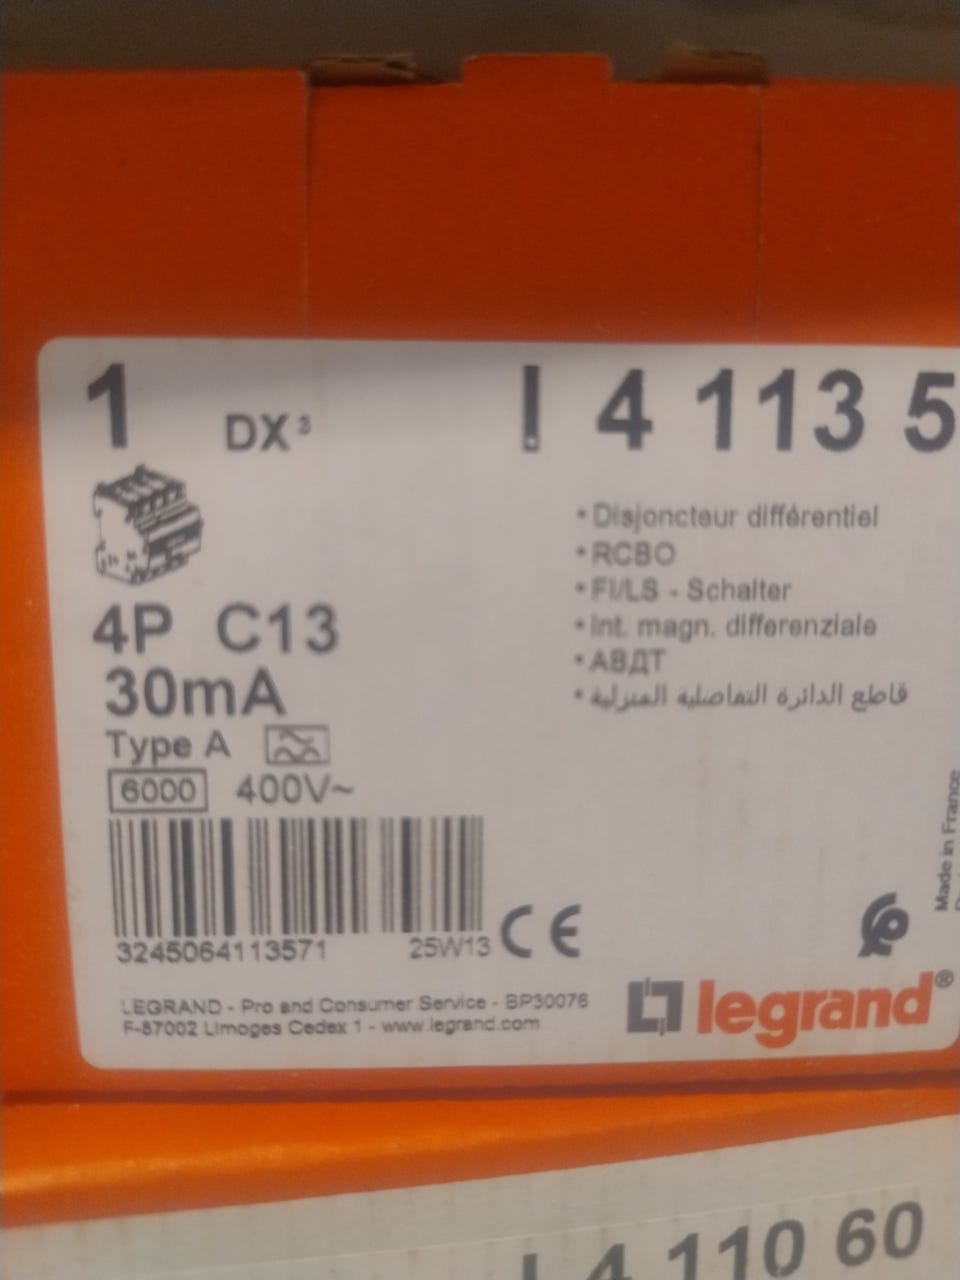 1 DX³ 4 113 5
• Disjoncteur différentiel
• RCBO
• FI/LS - Schalter
• Int. magn. differenziale
• АВДТ
• قاطع الدائرة التفاضلية المنزلية
4P C13
30mA
Type A
6000 400V~
3245064113571 25W13 CE
Made in France
LEGRAND - Pro and Consumer Service - BP30076
F-87002 Limoges Cedex 1 - www.legrand.com
legrand®
4 110 60